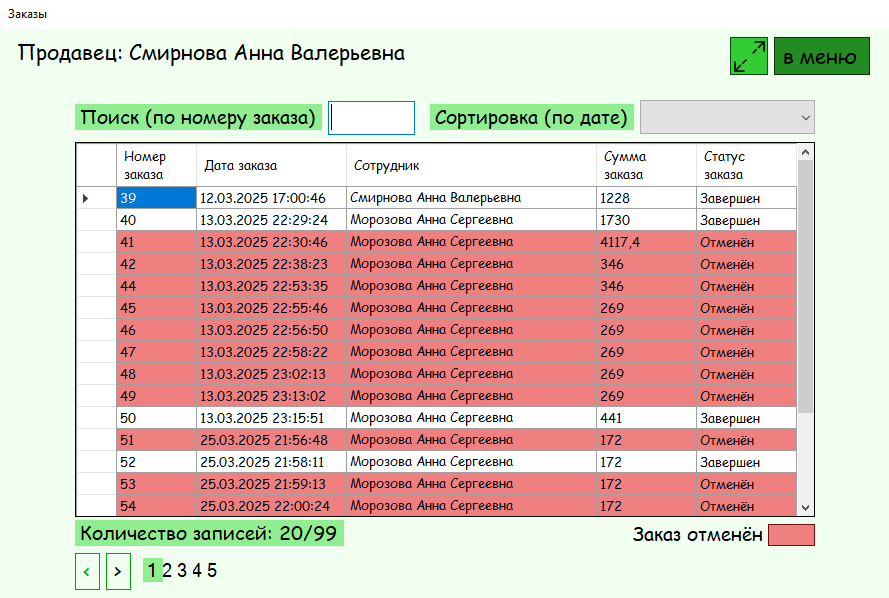 Заказы
Продавец: Смирнова Анна Валерьевна
в меню
Поиск (по номеру заказа) Сортировка (по дате)
Номер заказа Дата заказа Сотрудник Сумма заказа Статус заказа
39 12.03.2025 17:00:46 Смирнова Анна Валерьевна 1228 Завершен
40 13.03.2025 22:29:24 Морозова Анна Сергеевна 1730 Завершен
41 13.03.2025 22:30:46 Морозова Анна Сергеевна 4117,4 Отменён
42 13.03.2025 22:38:23 Морозова Анна Сергеевна 346 Отменён
44 13.03.2025 22:53:35 Морозова Анна Сергеевна 346 Отменён
45 13.03.2025 22:55:46 Морозова Анна Сергеевна 269 Отменён
46 13.03.2025 22:56:50 Морозова Анна Сергеевна 269 Отменён
47 13.03.2025 22:58:22 Морозова Анна Сергеевна 269 Отменён
48 13.03.2025 23:02:13 Морозова Анна Сергеевна 269 Отменён
49 13.03.2025 23:13:02 Морозова Анна Сергеевна 269 Отменён
50 13.03.2025 23:15:51 Морозова Анна Сергеевна 441 Завершен
51 25.03.2025 21:56:48 Морозова Анна Сергеевна 172 Отменён
52 25.03.2025 21:58:11 Морозова Анна Сергеевна 172 Завершен
53 25.03.2025 21:59:13 Морозова Анна Сергеевна 172 Отменён
54 25.03.2025 22:00:24 Морозова Анна Сергеевна 172 Отменён
Количество записей: 20/99 Заказ отменён
< > 1 2 3 4 5